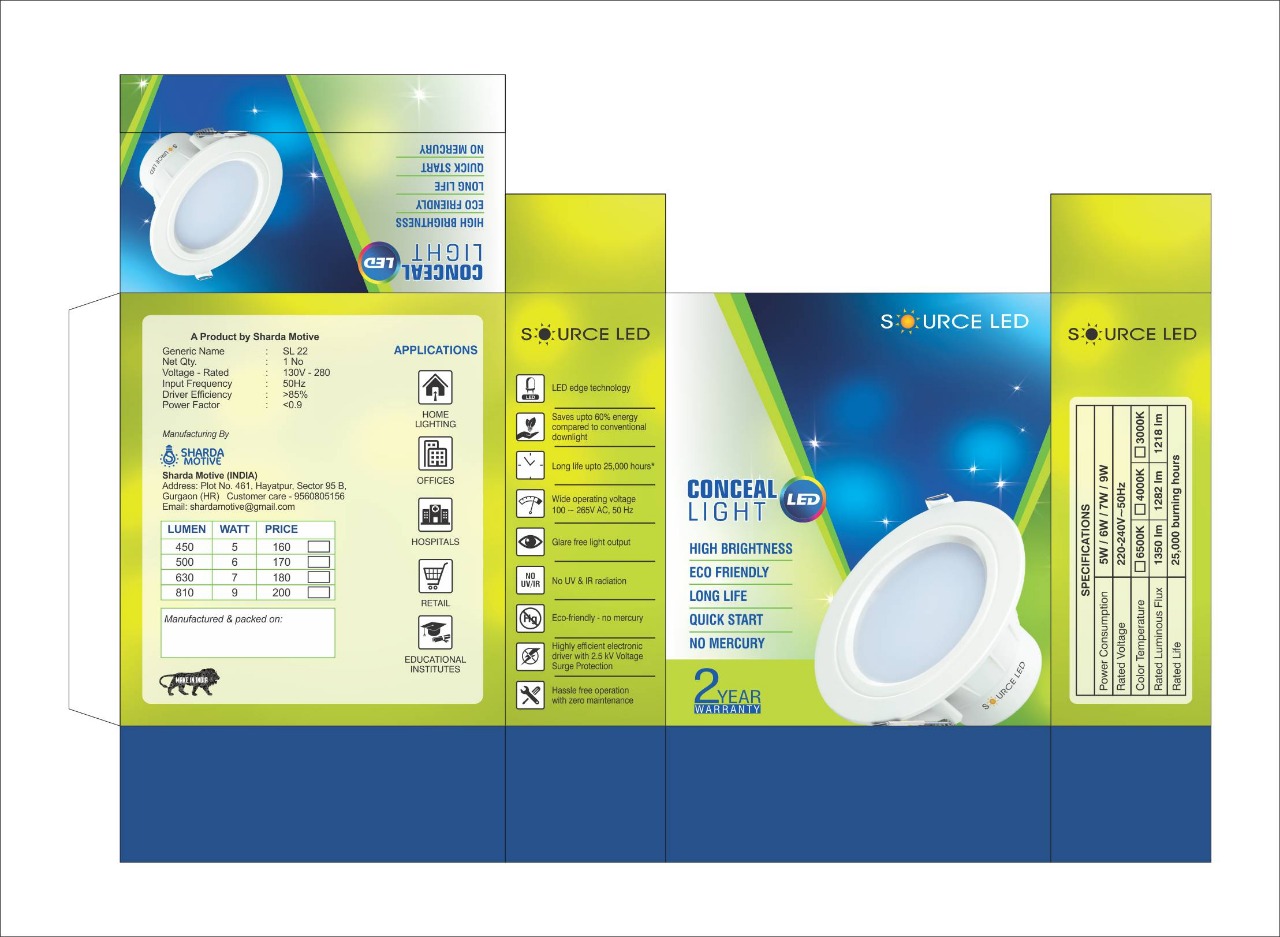 NO MERCURY
QUICK START
LONG LIFE
ECO FRIENDLY
HIGH BRIGHTNESS
CONCEAL
LIGHT
LED
SOURCE LED
A Product by Sharda Motive
Generic Name : SL 22
Net Qty. : 1 No
Voltage - Rated : 130V - 280
Input Frequency : 50Hz
Driver Efficiency : >85%
Power Factor : <0.9
Manufacturing By
SHARDA
MOTIVE
Sharda Motive (INDIA)
Address: Plot No. 461, Hayatpur, Sector 95 B,
Gurgaon (HR) Customer care - 9560805156
Email: shardamotive@gmail.com
LUMEN WATT PRICE
450 5 160
500 6 170
630 7 180
810 9 200
Manufactured & packed on:
MAKE IN INDIA
APPLICATIONS
HOME
LIGHTING
OFFICES
HOSPITALS
RETAIL
EDUCATIONAL
INSTITUTES
SOURCE LED
LED
LED edge technology
Saves upto 60% energy
compared to conventional
downlight
Long life upto 25,000 hours*
Wide operating voltage
100 ~ 265V AC, 50 Hz
Glare free light output
NO
UV/IR
No UV & IR radiation
Hg
Eco-friendly - no mercury
Highly efficient electronic
driver with 2.5 kV Voltage
Surge Protection
Hassle free operation
with zero maintenance
SOURCE LED
CONCEAL
LIGHT
LED
HIGH BRIGHTNESS
ECO FRIENDLY
LONG LIFE
QUICK START
NO MERCURY
2 YEAR
WARRANTY
SOURCE LED
SOURCE LED
SPECIFICATIONS
Power Consumption 5W / 6W / 7W / 9W
Rated Voltage 220-240V~50Hz
Color Temperature 6500K 4000K 3000K
Rated Luminous Flux 1350 lm 1282 lm 1218 lm
Rated Life 25,000 burning hours